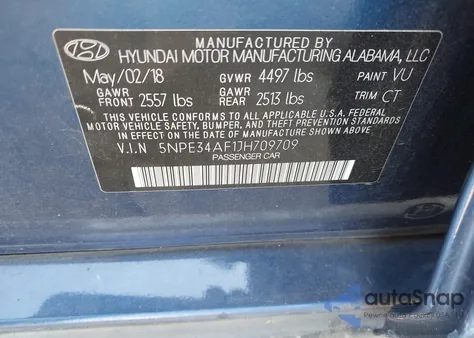 MANUFACTURED BY
HYUNDAI MOTOR MANUFACTURING ALABAMA, LLC
May/02/18 GVWR 4497 lbs PAINT VU
GAWR FRONT 2557 lbs GAWR REAR 2513 lbs TRIM CT
THIS VEHICLE CONFORMS TO ALL APPLICABLE U.S.A. FEDERAL
MOTOR VEHICLE SAFETY, BUMPER, AND THEFT PREVENTION STANDARDS
IN EFFECT ON THE DATE OF MANUFACTURE SHOWN ABOVE.
V.I.N 5NPE34AF1JH709709
PASSENGER CAR
autoSnap